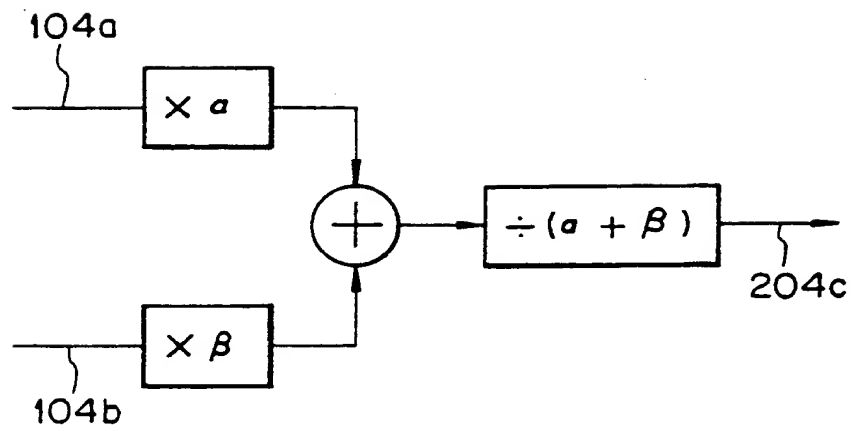 104a
× α
+
÷ (α + β)
204c
× β
104b